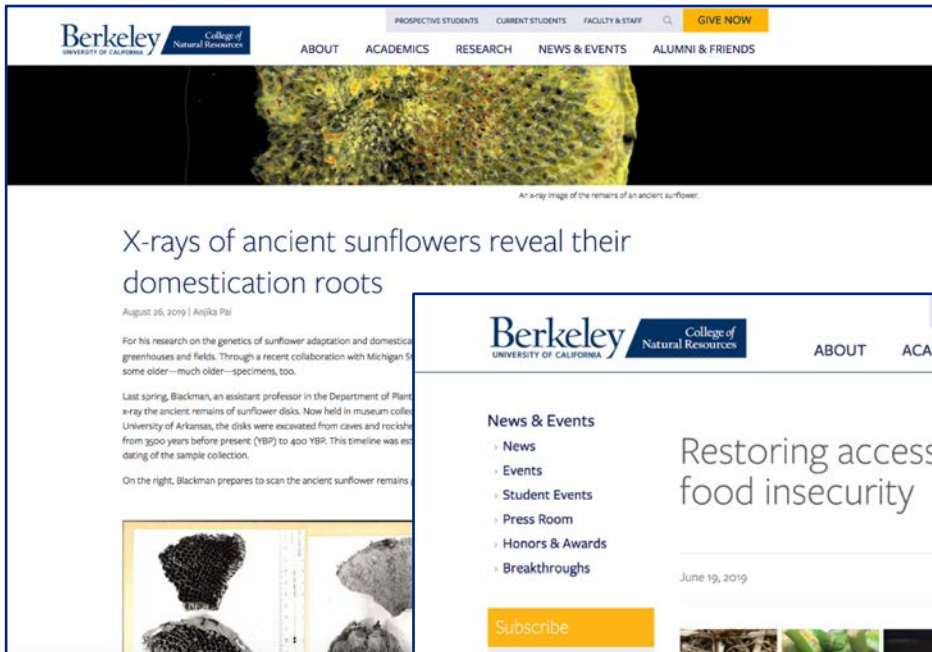 PROSPECTIVE STUDENTS CURRENT STUDENTS FACULTY & STAFF GIVE NOW
Berkeley
UNIVERSITY OF CALIFORNIA
College of
Natural Resources
ABOUT ACADEMICS RESEARCH NEWS & EVENTS ALUMNI & FRIENDS
An x-ray image of the remains of an ancient sunflower.
X-rays of ancient sunflowers reveal their
domestication roots
August 26, 2019 | Anjika Pai
For his research on the genetics of sunflower adaptation and domestica
greenhouses and fields. Through a recent collaboration with Michigan St
some older—much older—specimens, too.
Last spring, Blackman, an assistant professor in the Department of Plant
x-ray the ancient remains of sunflower disks. Now held in museum collec
University of Arkansas, the disks were excavated from caves and rockshe
from 3500 years before present (YBP) to 400 YBP. This timeline was est
dating of the sample collection.
On the right, Blackman prepares to scan the ancient sunflower remains
Berkeley
UNIVERSITY OF CALIFORNIA
College of
Natural Resources
ABOUT ACA
News & Events
› News
› Events
› Student Events
› Press Room
› Honors & Awards
› Breakthroughs
Subscribe
Restoring access
food insecurity
June 19, 2019